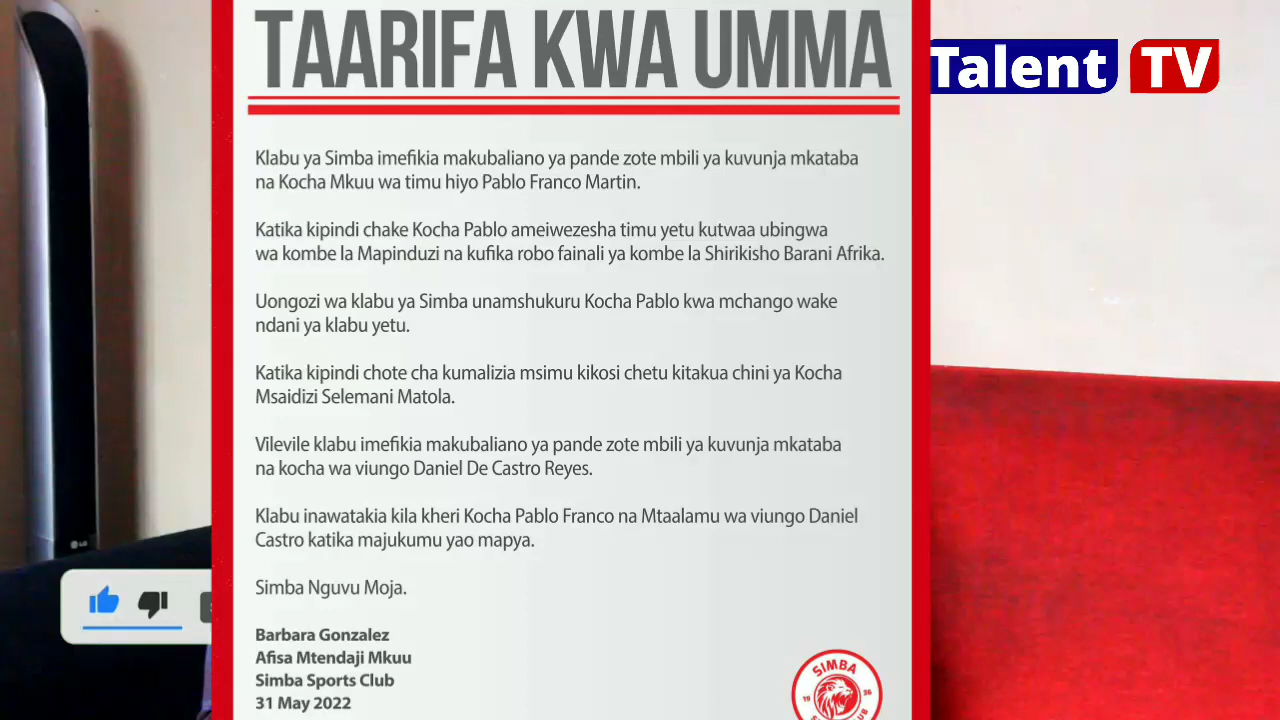 TAARIFA KWA UMMA
Talent TV
Klabu ya Simba imefikia makubaliano ya pande zote mbili ya kuvunja mkataba
na Kocha Mkuu wa timu hiyo Pablo Franco Martin.
Katika kipindi chake Kocha Pablo ameiwezesha timu yetu kutwaa ubingwa
wa kombe la Mapinduzi na kufika robo fainali ya kombe la Shirikisho Barani Afrika.
Uongozi wa klabu ya Simba unamshukuru Kocha Pablo kwa mchango wake
ndani ya klabu yetu.
Katika kipindi chote cha kumalizia msimu kikosi chetu kitakua chini ya Kocha
Msaidizi Selemani Matola.
Vilevile klabu imefikia makubaliano ya pande zote mbili ya kuvunja mkataba
na kocha wa viungo Daniel De Castro Reyes.
Klabu inawatakia kila kheri Kocha Pablo Franco na Mtaalamu wa viungo Daniel
Castro katika majukumu yao mapya.
Simba Nguvu Moja.
Barbara Gonzalez
Afisa Mtendaji Mkuu
Simba Sports Club
31 May 2022
SIMBA
19 36